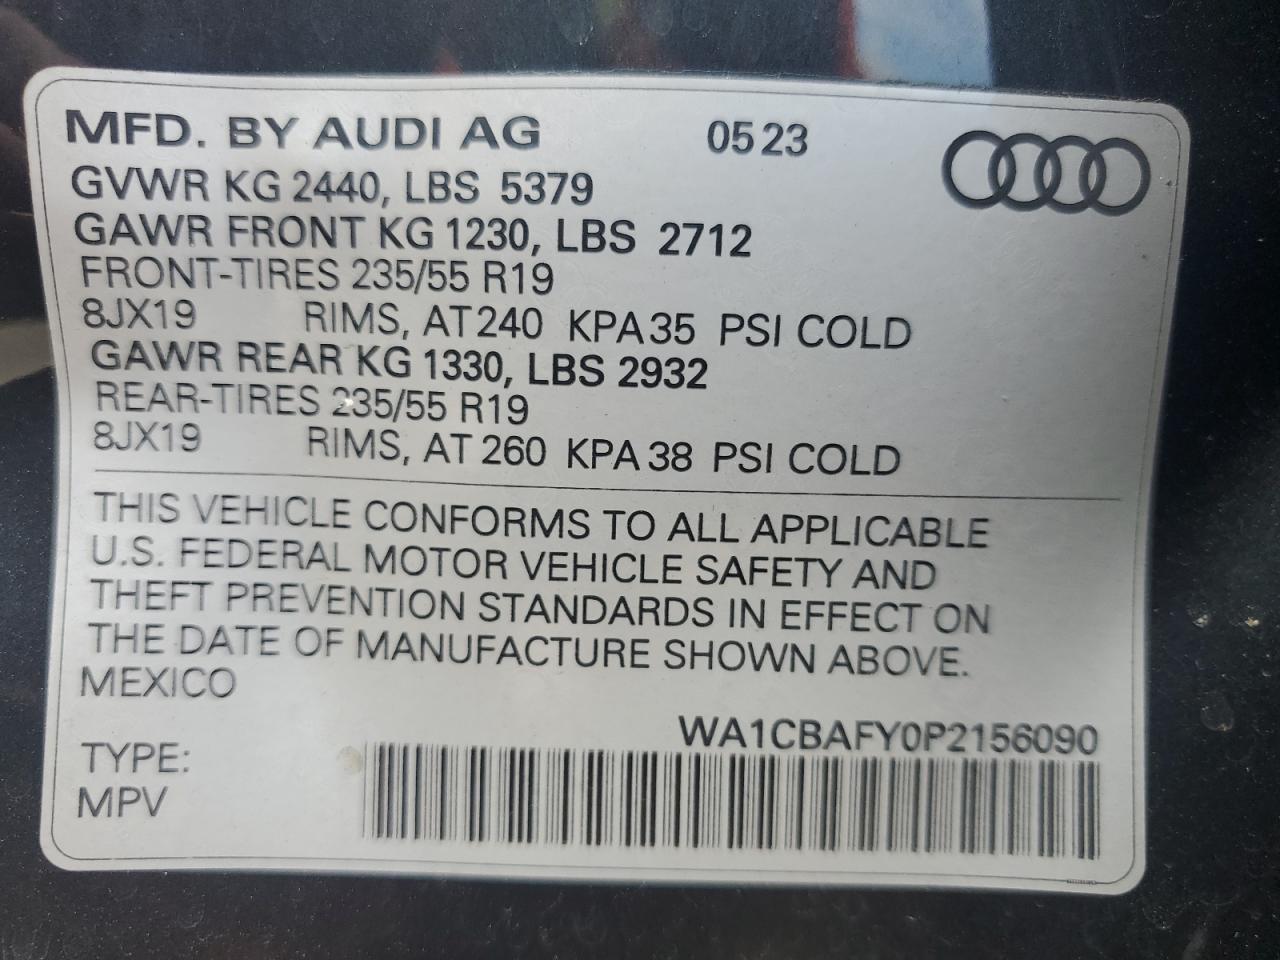 MFD. BY AUDI AG 0523
GVWR KG 2440, LBS 5379
GAWR FRONT KG 1230, LBS 2712
FRONT-TIRES 235/55 R19
8JX19 RIMS, AT 240 KPA 35 PSI COLD
GAWR REAR KG 1330, LBS 2932
REAR-TIRES 235/55 R19
8JX19 RIMS, AT 260 KPA 38 PSI COLD
THIS VEHICLE CONFORMS TO ALL APPLICABLE
U.S. FEDERAL MOTOR VEHICLE SAFETY AND
THEFT PREVENTION STANDARDS IN EFFECT ON
THE DATE OF MANUFACTURE SHOWN ABOVE.
MEXICO
WA1CBAFY0P2156090
TYPE:
MPV